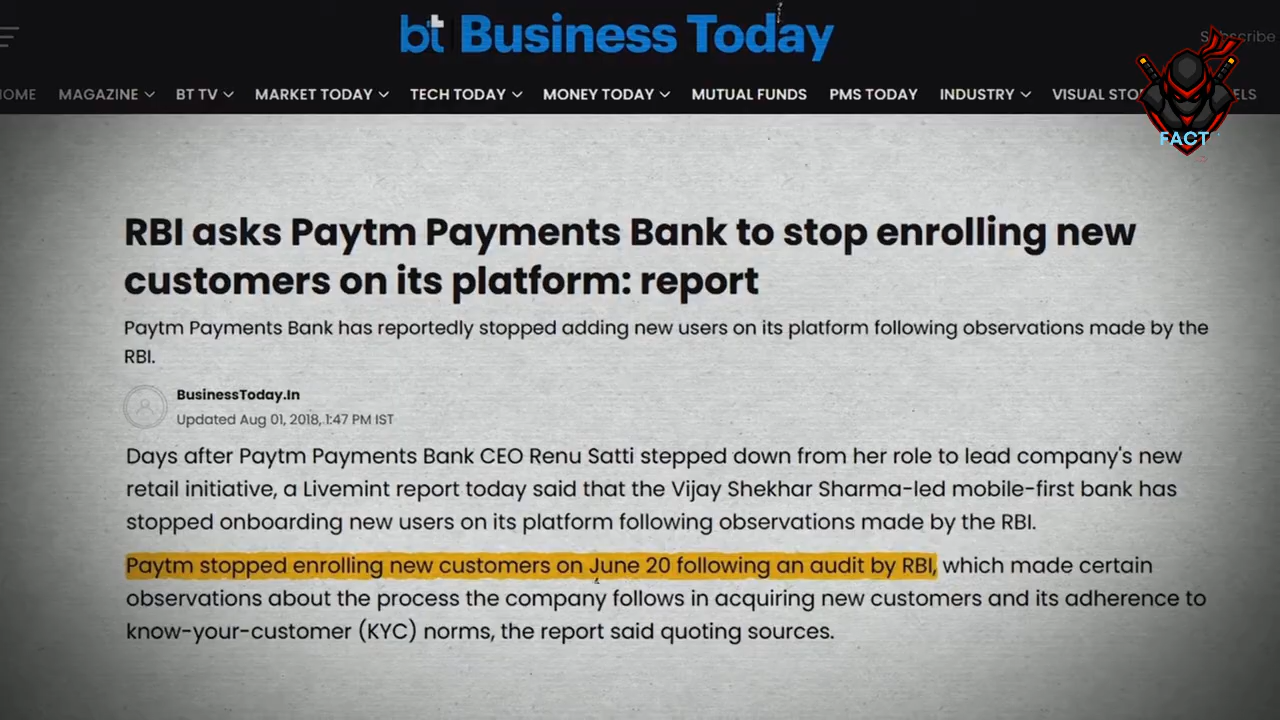 bt Business Today
Subscribe
HOME MAGAZINE BT TV MARKET TODAY TECH TODAY MONEY TODAY MUTUAL FUNDS PMS TODAY INDUSTRY
FACT
RBI asks Paytm Payments Bank to stop enrolling new
customers on its platform: report
Paytm Payments Bank has reportedly stopped adding new users on its platform following observations made by the
RBI.
BusinessToday.In
Updated Aug 01, 2018, 1:47 PM IST
Days after Paytm Payments Bank CEO Renu Satti stepped down from her role to lead company's new
retail initiative, a Livemint report today said that the Vijay Shekhar Sharma-led mobile-first bank has
stopped onboarding new users on its platform following observations made by the RBI.
Paytm stopped enrolling new customers on June 20 following an audit by RBI, which made certain
observations about the process the company follows in acquiring new customers and its adherence to
know-your-customer (KYC) norms, the report said quoting sources.